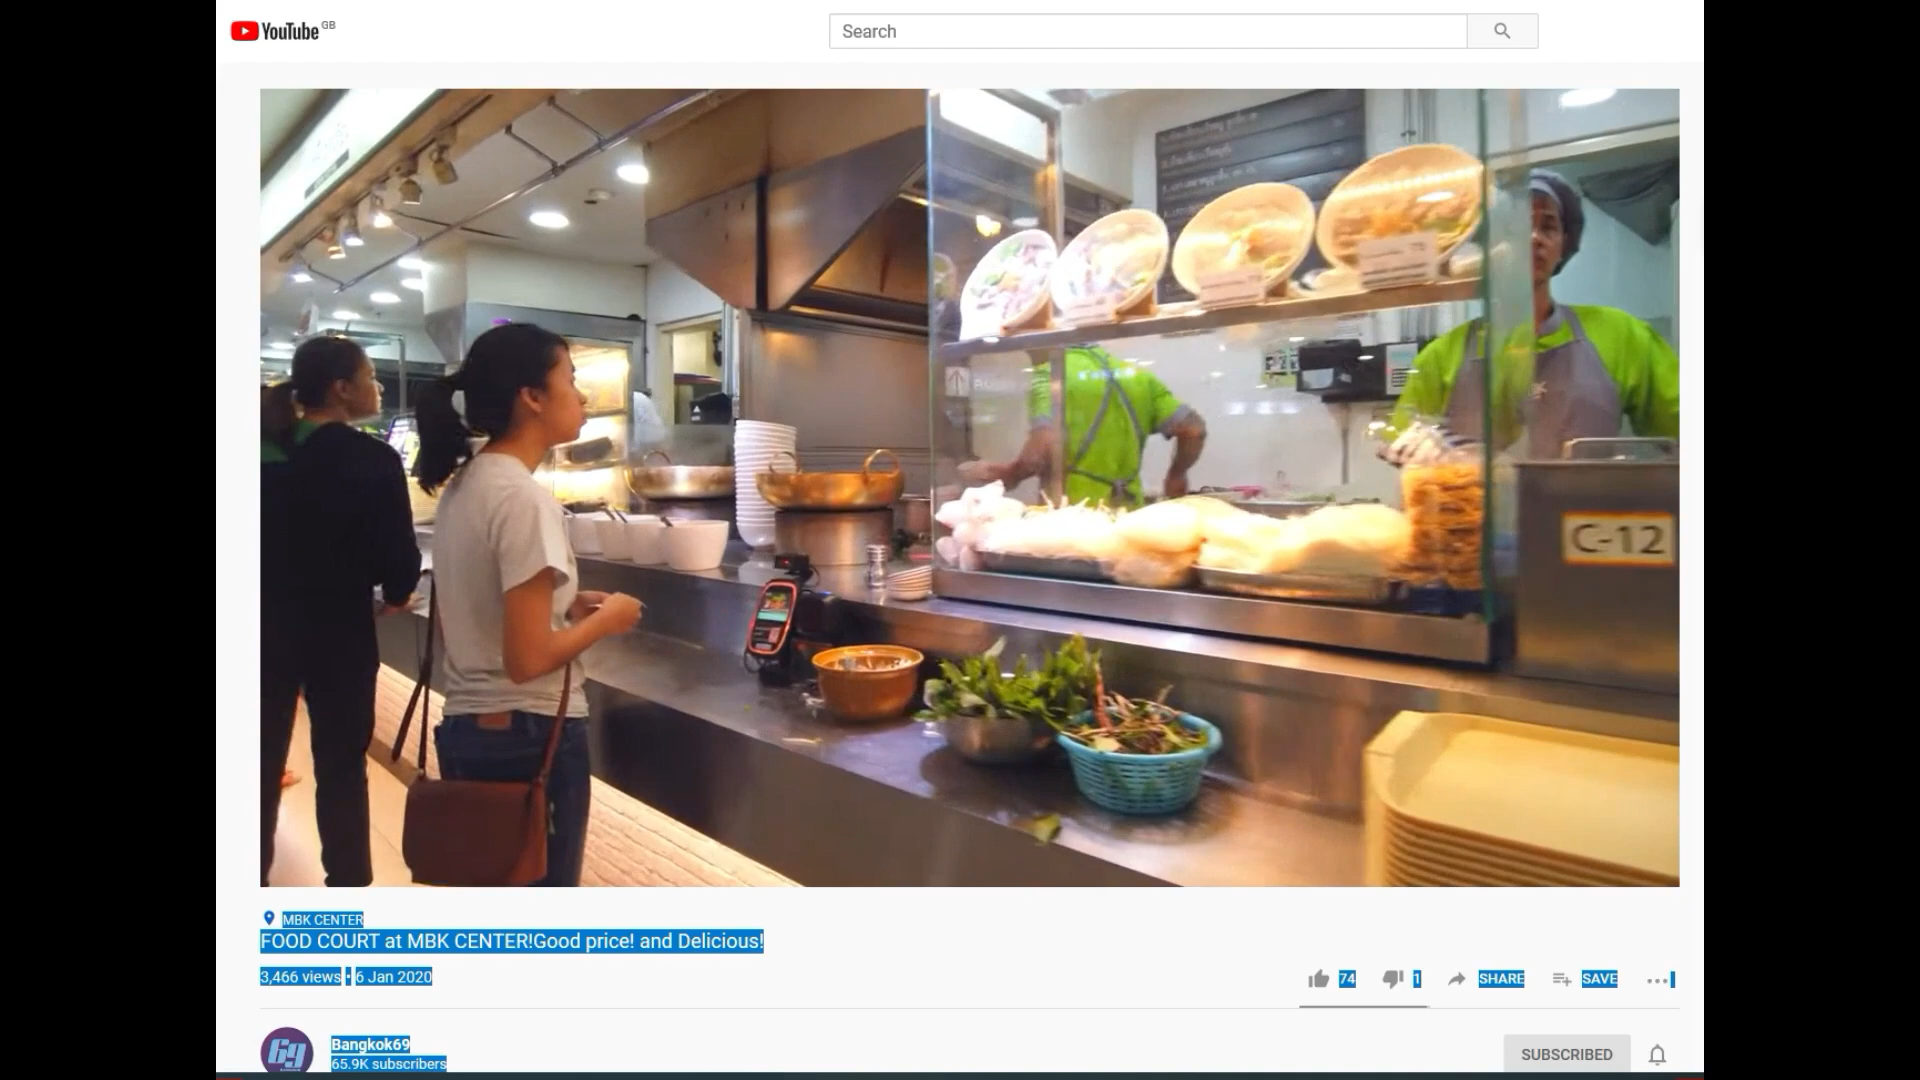 YouTube GB
Search
C-12
MBK CENTER
FOOD COURT at MBK CENTER!Good price! and Delicious!
3,466 views • 6 Jan 2020
74 1 SHARE SAVE
69
Bangkok69
65.9K subscribers
SUBSCRIBED